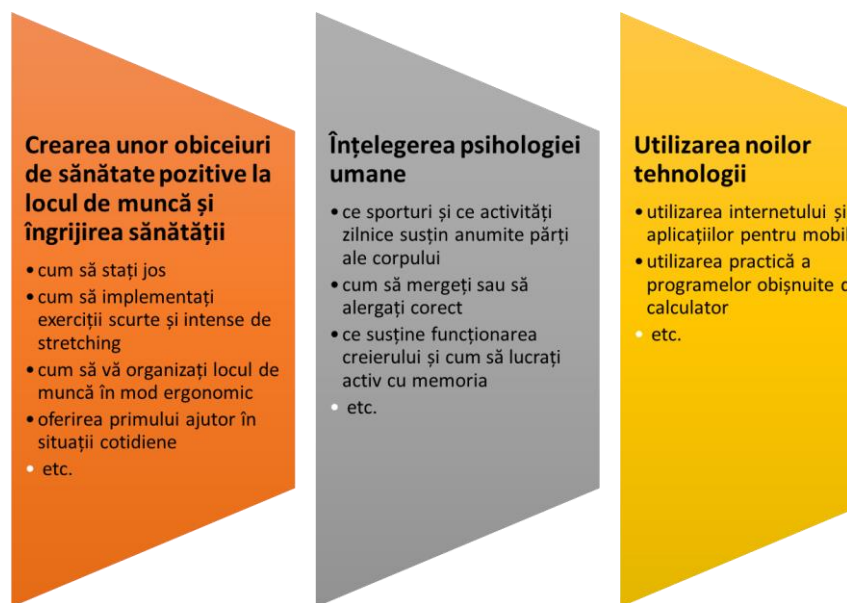 Crearea unor obiceiuri
de sănătate pozitive la
locul de muncă și
îngrijirea sănătății
• cum să stați jos
• cum să implementați
exerciții scurte și intense de
stretching
• cum să vă organizați locul de
muncă în mod ergonomic
• oferirea primului ajutor în
situații cotidiene
• etc.
Înțelegerea psihologiei
umane
• ce sporturi și ce activități
zilnice susțin anumite părți
ale corpului
• cum să mergeți sau să
alergați corect
• ce susține funcționarea
creierului și cum să lucrați
activ cu memoria
• etc.
Utilizarea noilor
tehnologii
• utilizarea internetului și
aplicațiilor pentru
• utilizarea practică a
programelor obișnuite
calculator
• etc.